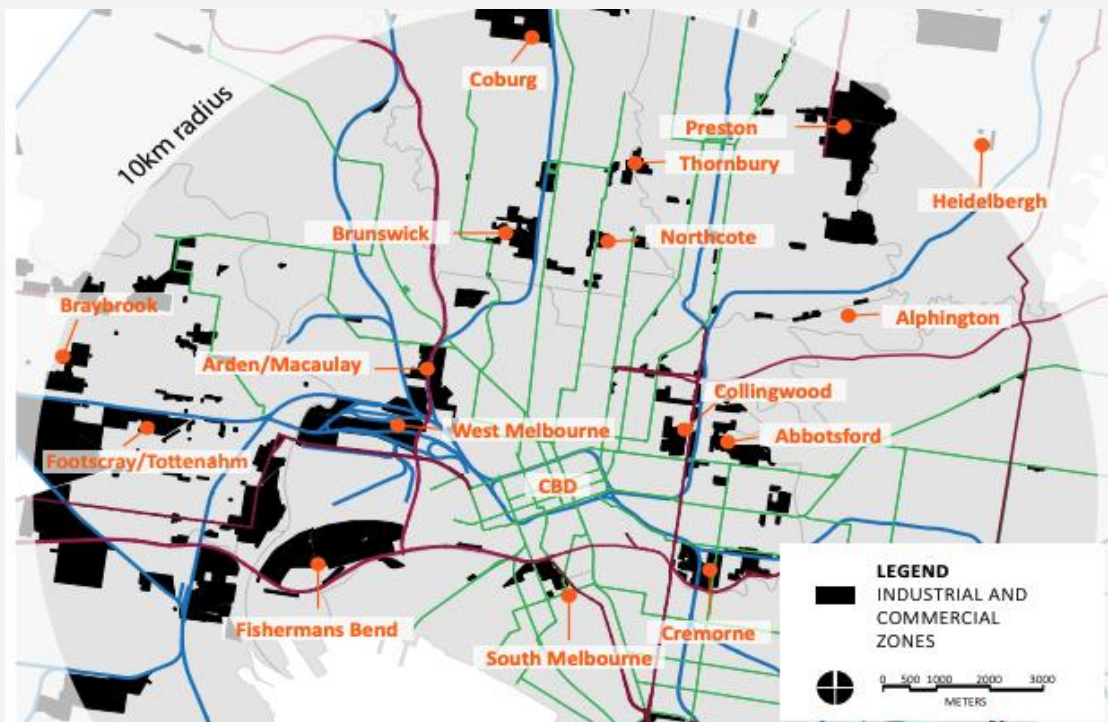 Coburg
10km radius
Preston
Thornbury
Heidelbergh
Brunswick
Northcote
Braybrook
Alphington
Arden/Macaulay
Collingwood
West Melbourne
Abbotsford
Footscray/Tottenahm
CBD
Fishermans Bend
Cremorne
South Melbourne
LEGEND
INDUSTRIAL AND
COMMERCIAL
ZONES
0 500 1000 2000 3000
METERS